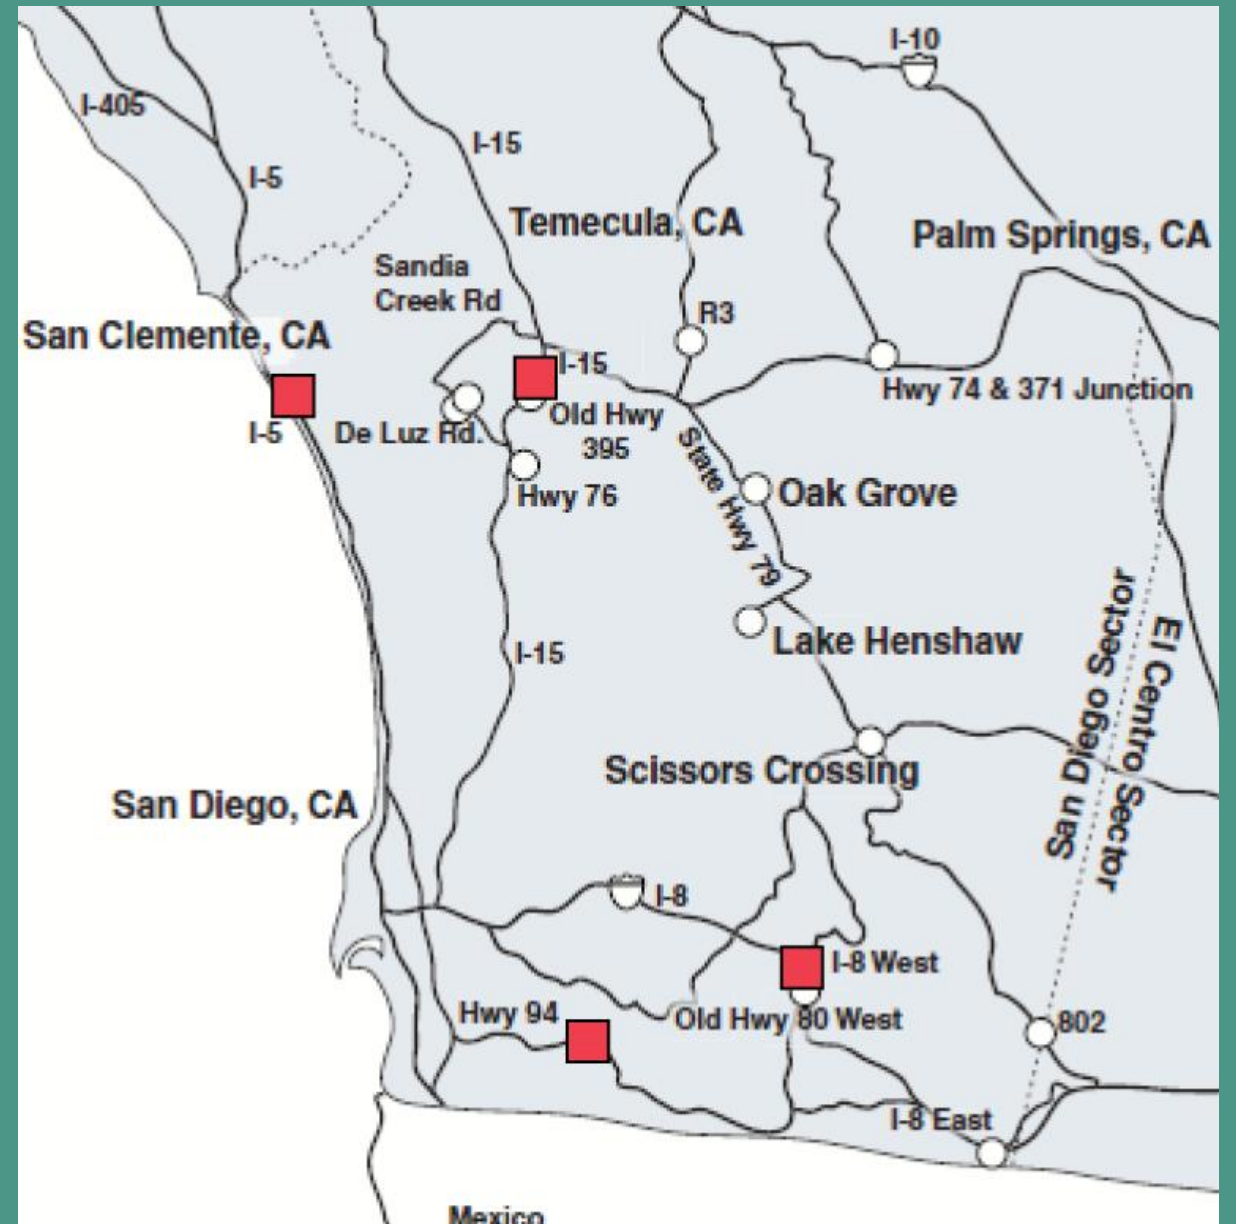 I-10
I-405
I-15
I-5
Temecula, CA
Palm Springs, CA
Sandia
Creek Rd
R3
San Clemente, CA
I-15
Hwy 74 & 371 Junction
I-5
De Luz Rd.
Old Hwy
395
State Hwy 79
Hwy 76
Oak Grove
Lake Henshaw
I-15
San Diego Sector
El Centro Sector
Scissors Crossing
San Diego, CA
I-8
I-8 West
Hwy 94
Old Hwy 80 West
802
I-8 East
Mexico